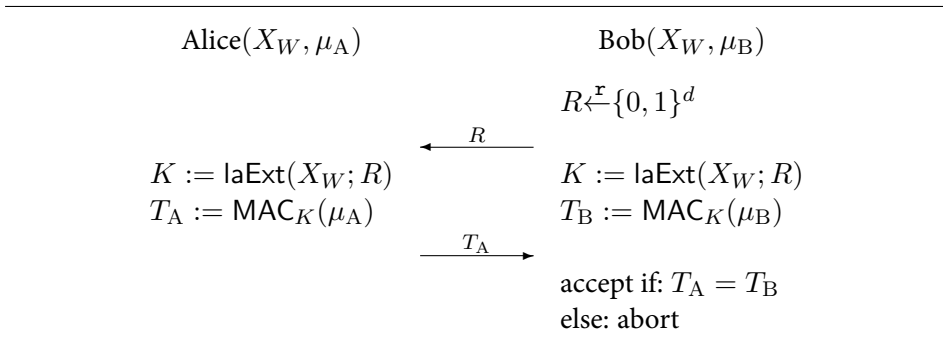 Alice(X_W, μ_A) Bob(X_W, μ_B)
R ←^r {0, 1}^d
R
K := laExt(X_W; R) K := laExt(X_W; R)
T_A := MAC_K(μ_A) T_B := MAC_K(μ_B)
T_A
accept if: T_A = T_B
else: abort